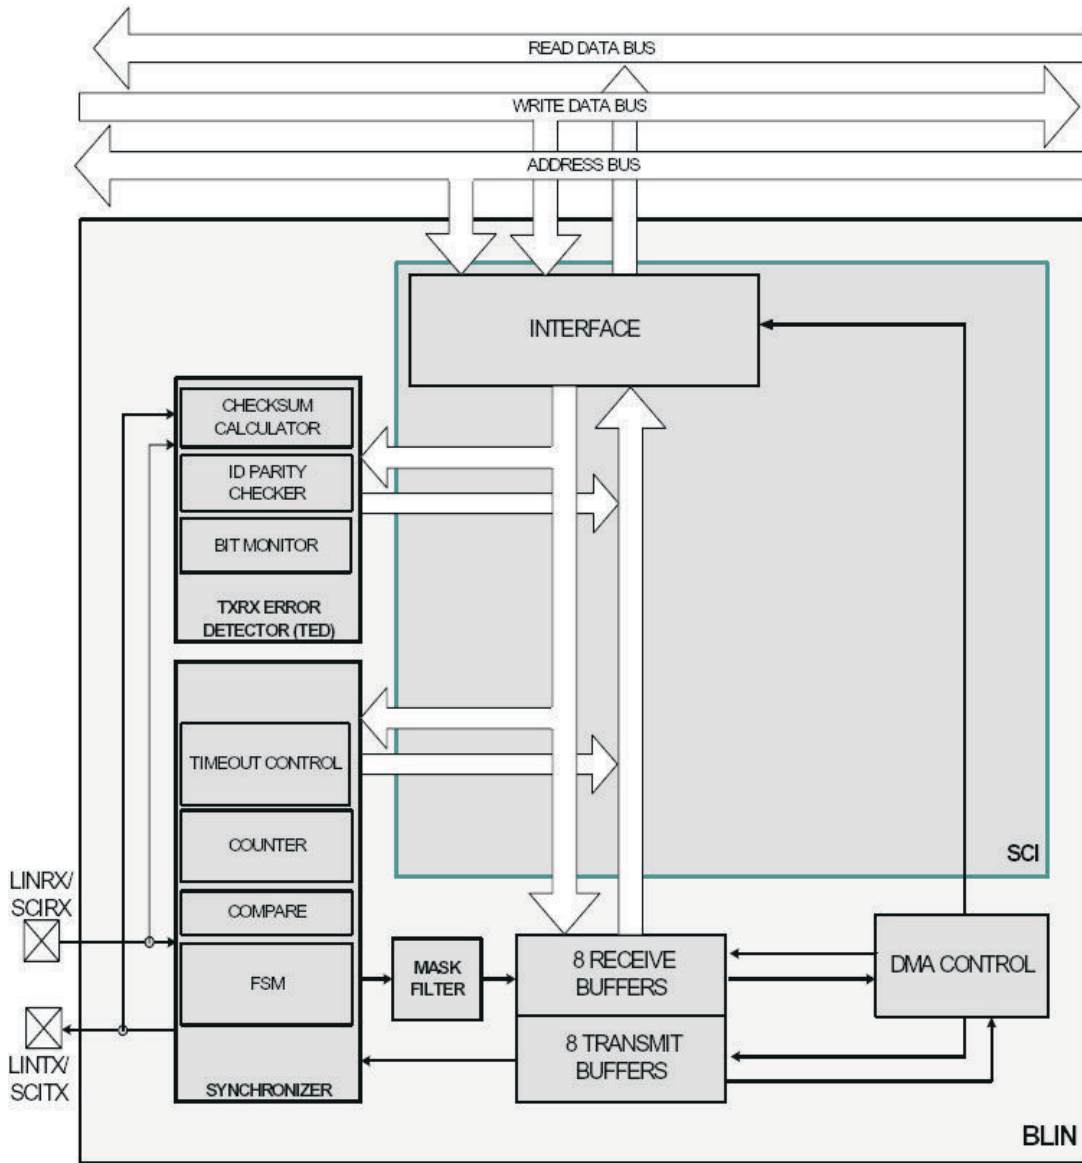 READ DATA BUS
WRITE DATA BUS
ADDRESS BUS
INTERFACE
CHECKSUM
CALCULATOR
ID PARITY
CHECKER
BIT MONITOR
TXRX ERROR
DETECTOR (TED)
TIMEOUT CONTROL
COUNTER
COMPARE
FSM
SYNCHRONIZER
LINRX/
SCIRX
LINTX/
SCITX
MASK
FILTER
8 RECEIVE
BUFFERS
8 TRANSMIT
BUFFERS
SCI
DMA CONTROL
BLIN